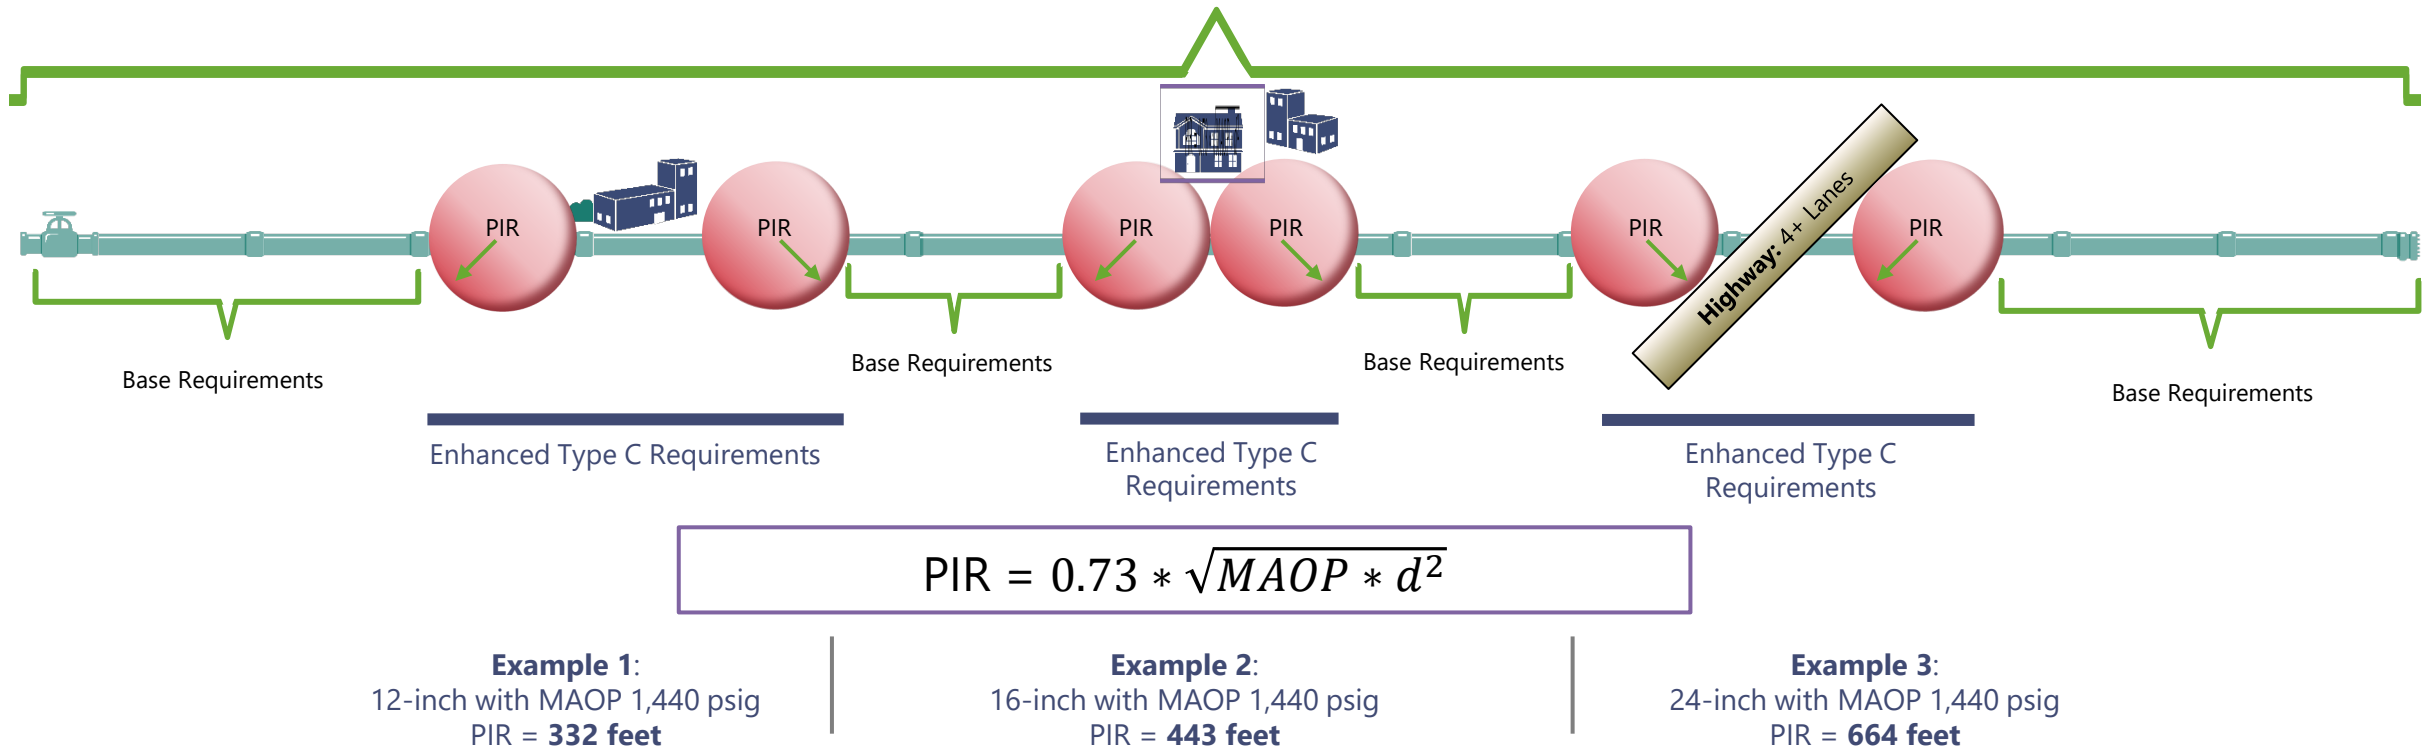 PIR
PIR
PIR
PIR
PIR
PIR
Highway: 4+ Lanes
Base Requirements
Base Requirements
Base Requirements
Base Requirements
Enhanced Type C Requirements
Enhanced Type C
Requirements
Enhanced Type C
Requirements
PIR = 0.73 * √MAOP * d²
Example 1:
12-inch with MAOP 1,440 psig
PIR = 332 feet
Example 2:
16-inch with MAOP 1,440 psig
PIR = 443 feet
Example 3:
24-inch with MAOP 1,440 psig
PIR = 664 feet